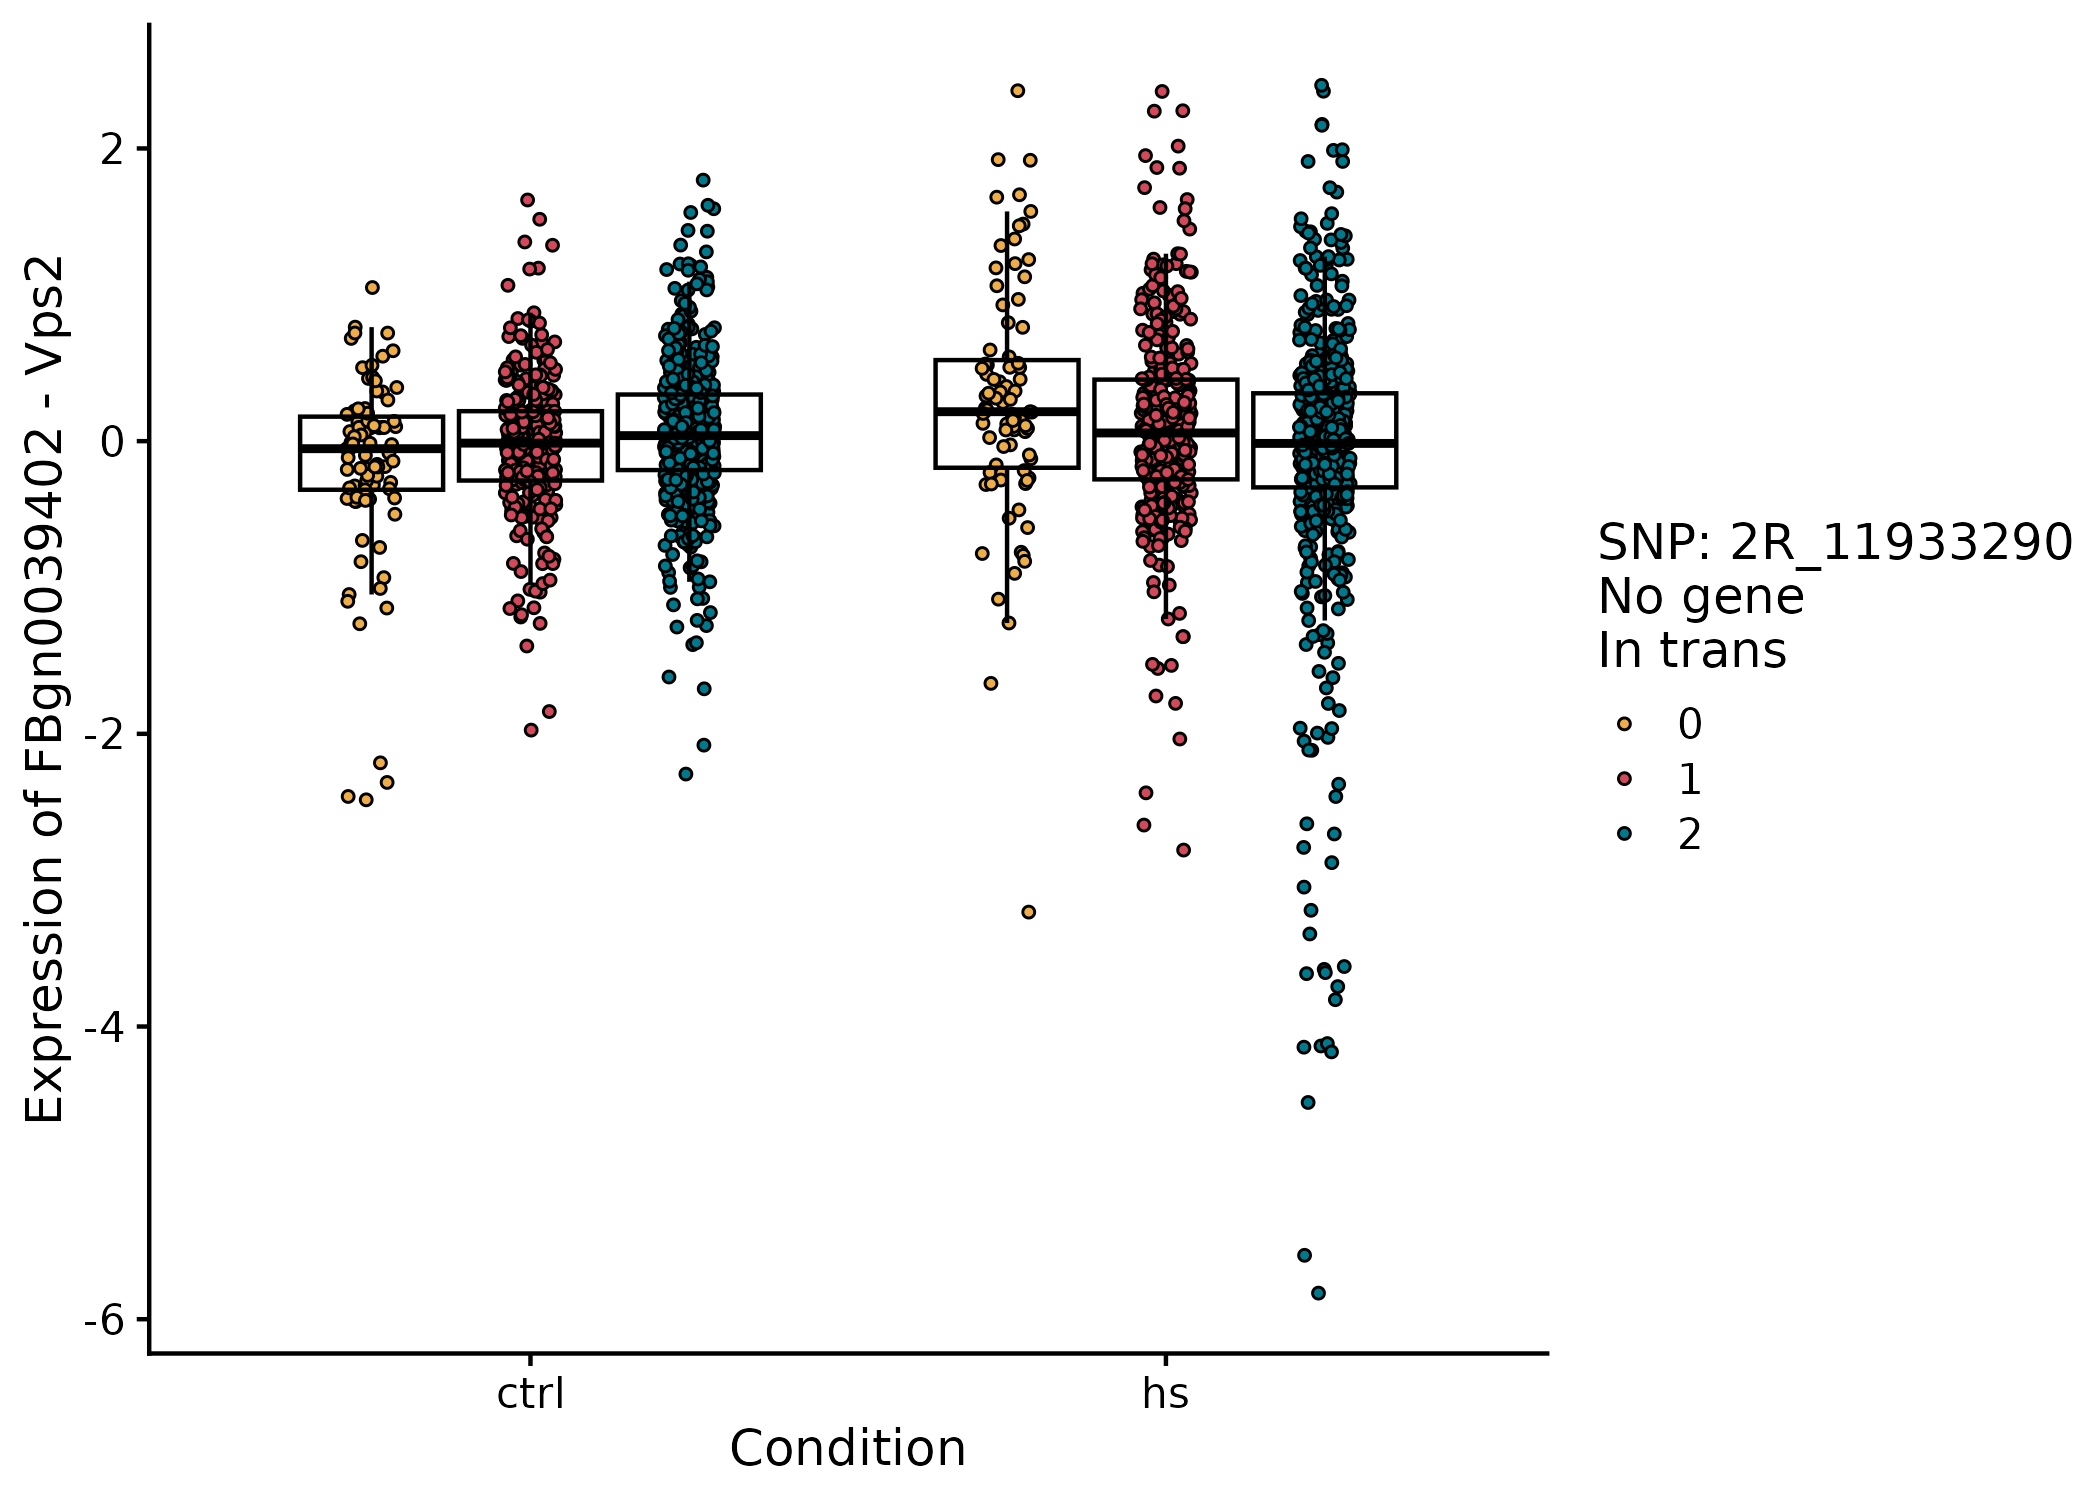 Expression of FBgn0039402 - Vps2
2
0
-2
-4
-6
ctrl
hs
Condition
SNP: 2R_11933290
No gene
In trans
0
1
2